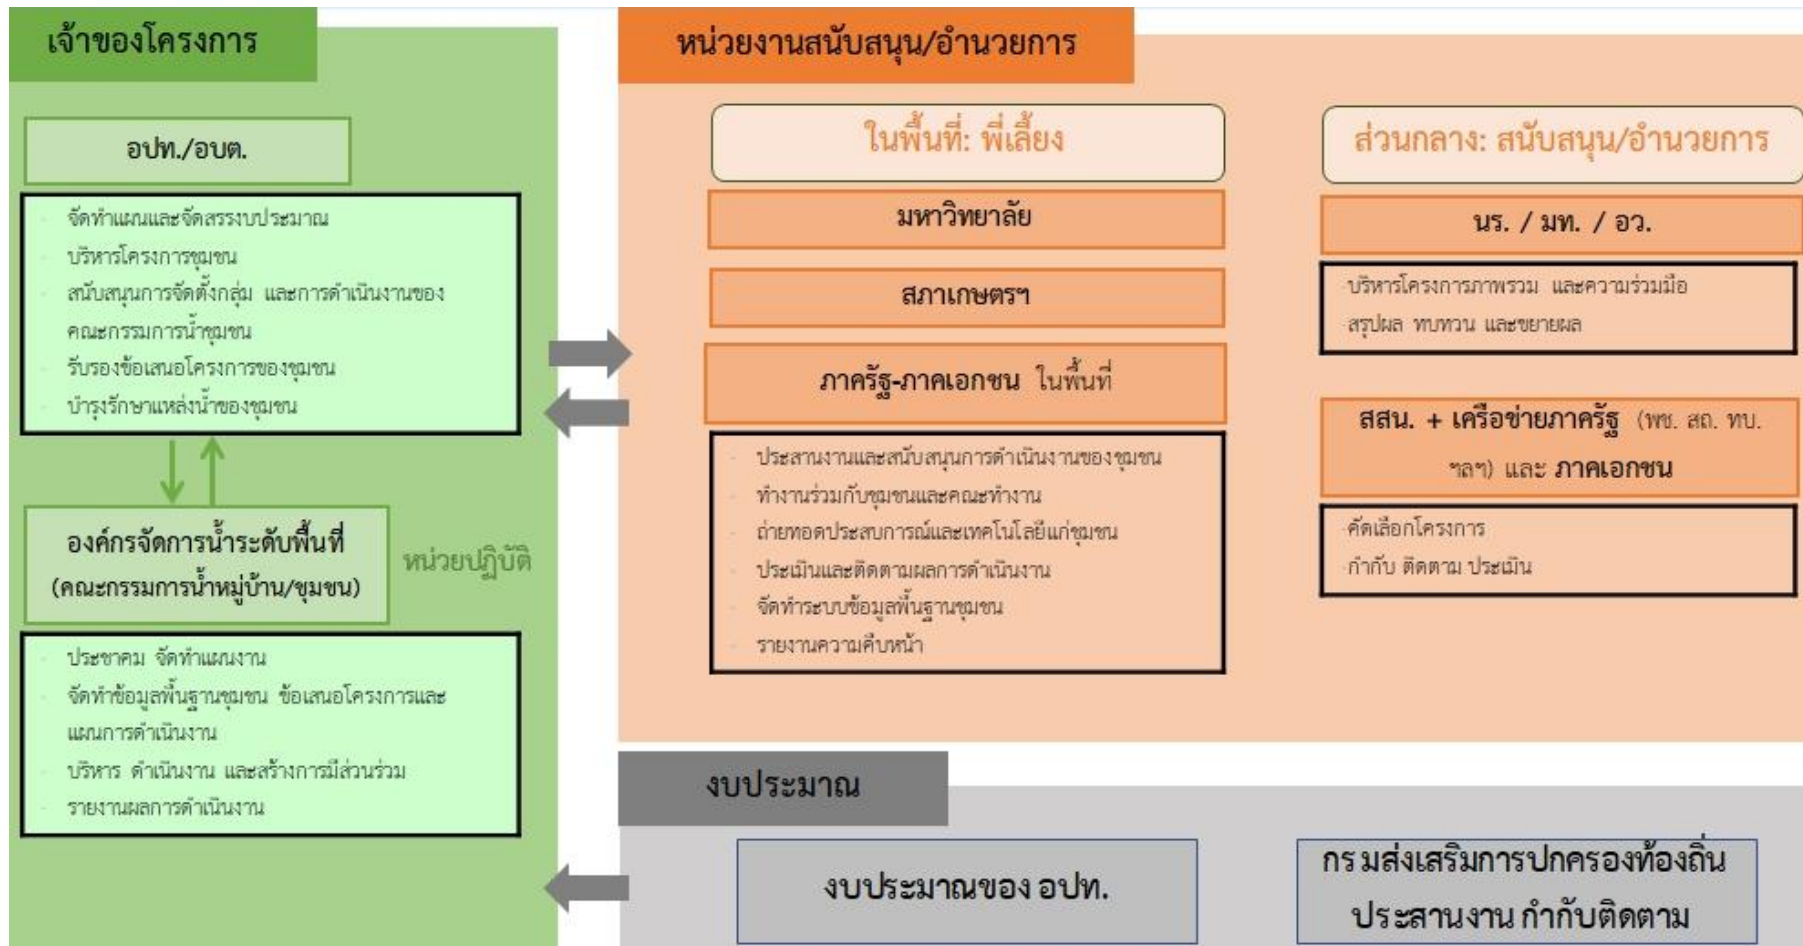 เจ้าของโครงการ
อปท./อบต.
จัดทำแผนและจัดสรรงบประมาณ
บริหารโครงการชุมชน
สนับสนุนการจัดตั้งกลุ่ม และการดำเนินงานของ
คณะกรรมการน้ำชุมชน
รับรองข้อเสนอโครงการของชุมชน
บำรุงรักษาแหล่งน้ำของชุมชน
องค์กรจัดการน้ำระดับพื้นที่
(คณะกรรมการน้ำหมู่บ้าน/ชุมชน)
หน่วยปฏิบัติ
ประชาคม จัดทำแผนงาน
จัดทำข้อมูลพื้นฐานชุมชน ข้อเสนอโครงการและ
แผนการดำเนินงาน
บริหาร ดำเนินงาน และสร้างการมีส่วนร่วม
รายงานผลการดำเนินงาน
หน่วยงานสนับสนุน/อำนวยการ
ในพื้นที่: พี่เลี้ยง
มหาวิทยาลัย
สภาเกษตรฯ
ภาครัฐ-ภาคเอกชน ในพื้นที่
ประสานงานและสนับสนุนการดำเนินงานของชุมชน
ทำงานร่วมกับชุมชนและคณะทำงาน
ถ่ายทอดประสบการณ์และเทคโนโลยีแก่ชุมชน
ประเมินและติดตามผลการดำเนินงาน
จัดทำระบบข้อมูลพื้นฐานชุมชน
รายงานความคืบหน้า
ส่วนกลาง: สนับสนุน/อำนวยการ
นร. / มท. / อว.
บริหารโครงการภาพรวม และความร่วมมือ
สรุปผล ทบทวน และขยายผล
สสน. + เครือข่ายภาครัฐ (พช. สถ. ทบ.
ฯลฯ) และ ภาคเอกชน
คัดเลือกโครงการ
กำกับ ติดตาม ประเมิน
งบประมาณ
งบประมาณของ อปท.
กรมส่งเสริมการปกครองท้องถิ่น
ประสานงาน กำกับติดตาม